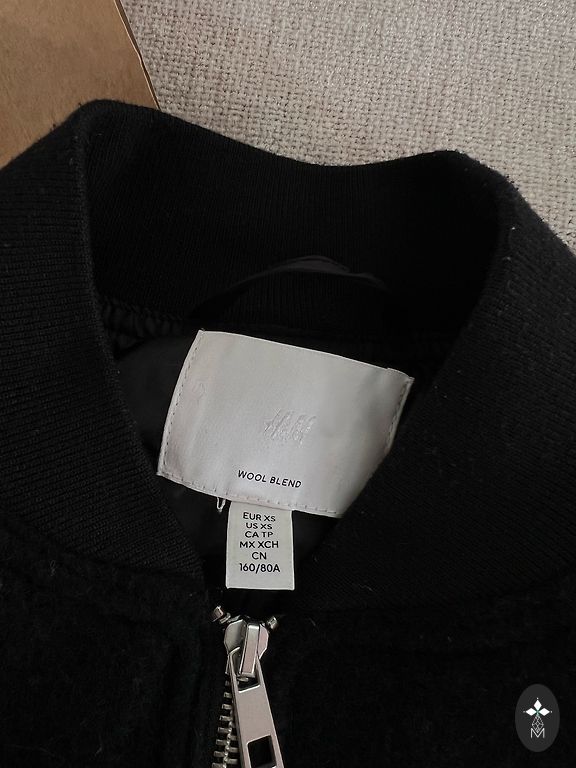 H&M
WOOL BLEND
EUR XS
US XS
CA TP
MX XCH
CN
160/80A
M